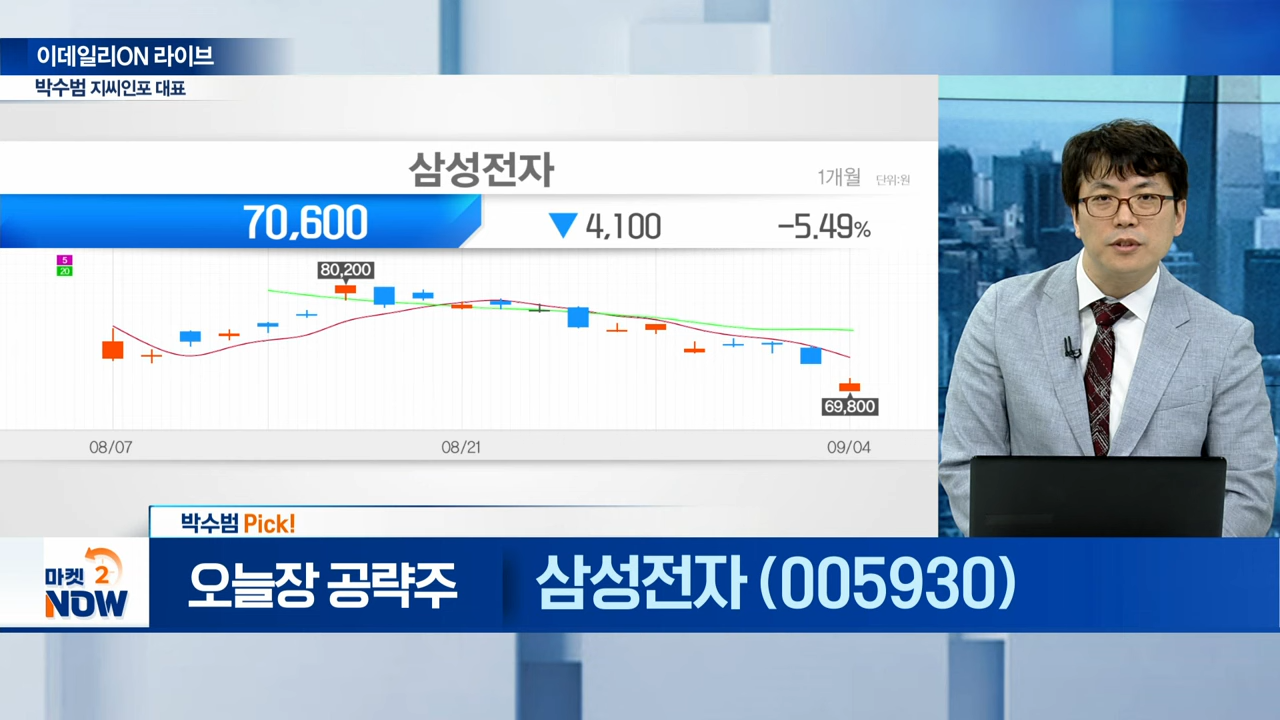 이데일리ON 라이브
박수범 지씨인포 대표
삼성전자
1개월 단위:원
70,600 ▼ 4,100 -5.49%
5
20
80,200
69,800
08/07 08/21 09/04
박수범 Pick!
마켓 2
NOW
오늘장 공략주 삼성전자 (005930)